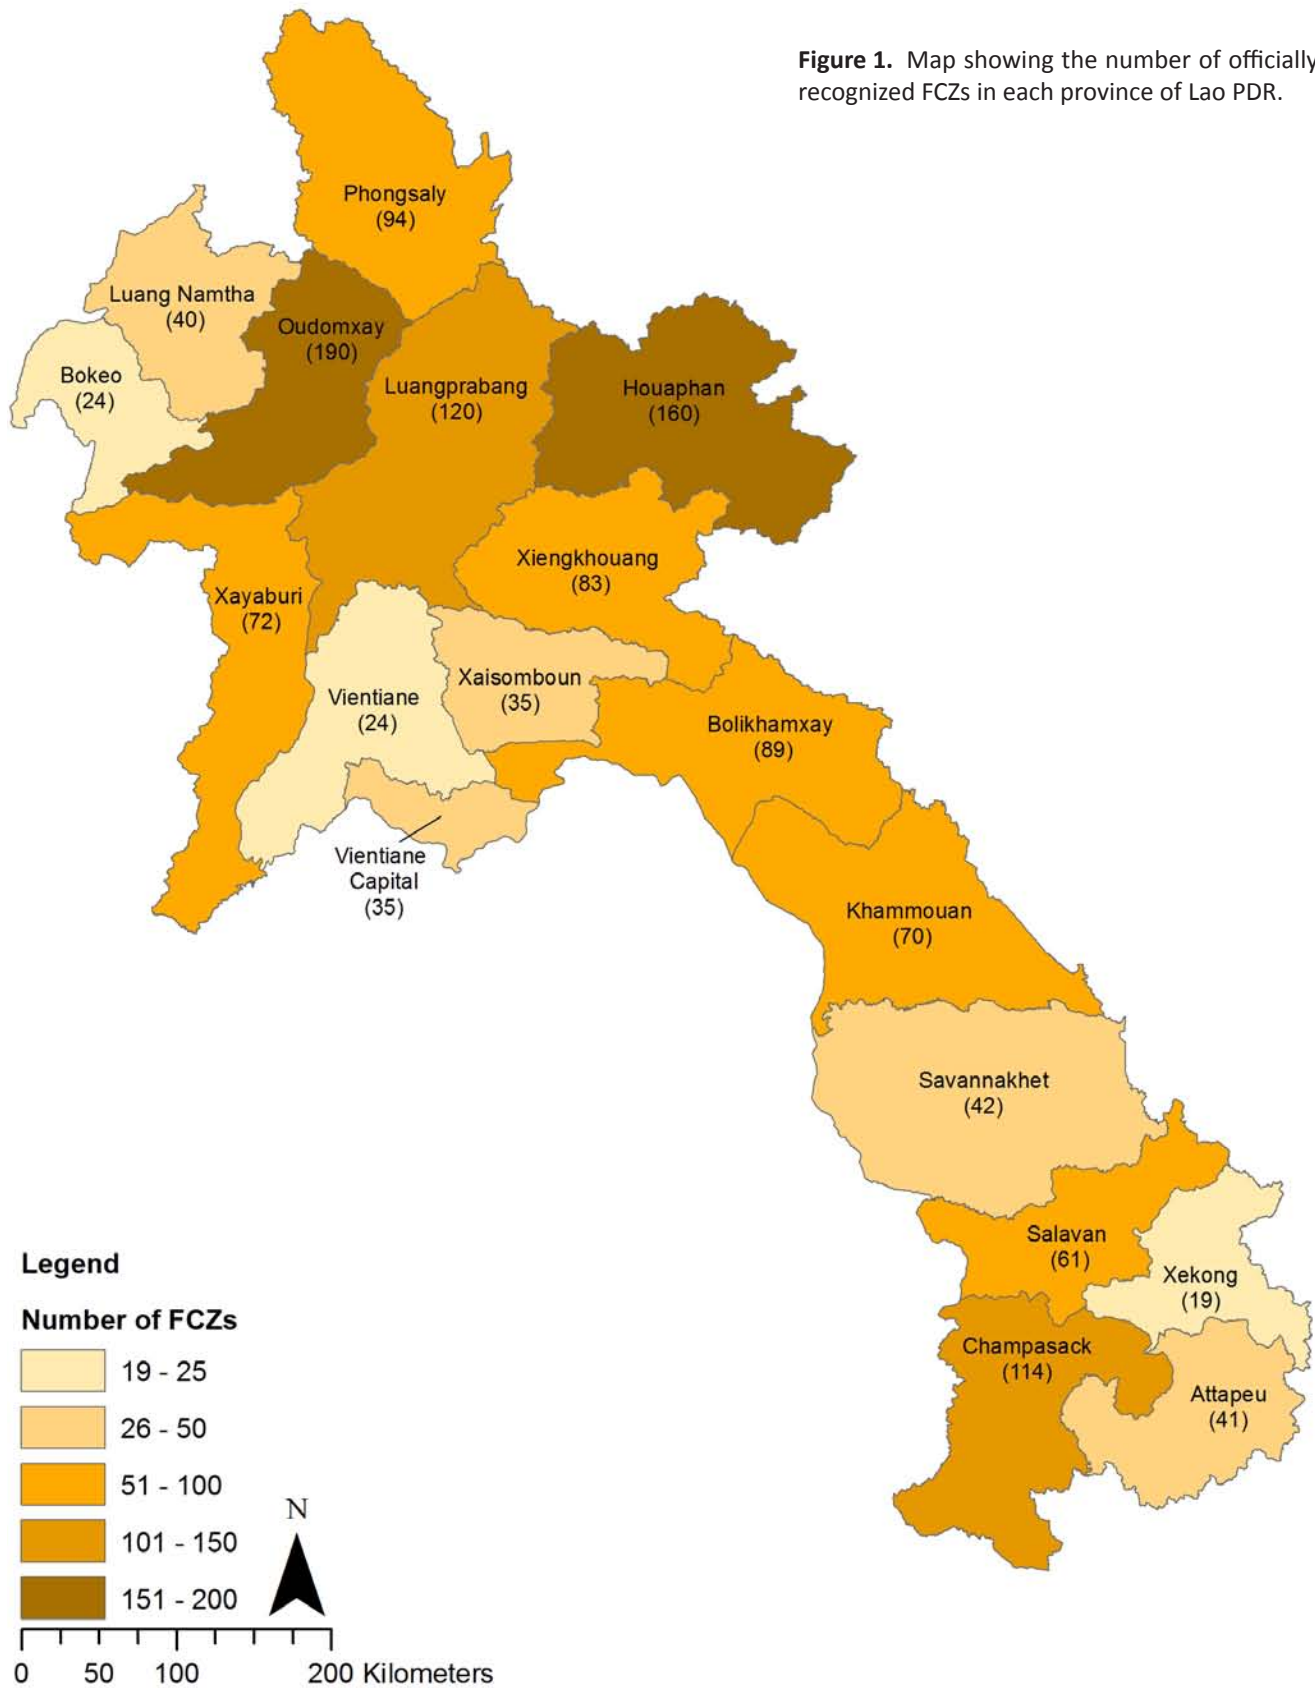 Figure 1. Map showing the number of officially
recognized FCZs in each province of Lao PDR.
Phongsaly
(94)
Luang Namtha
(40)
Oudomxay
(190)
Bokeo
(24)
Luangprabang
(120)
Houaphan
(160)
Xiengkhouang
(83)
Xayaburi
(72)
Xaisomboun
(35)
Vientiane
(24)
Bolikhamxay
(89)
Vientiane
Capital
(35)
Khammouan
(70)
Savannakhet
(42)
Salavan
(61)
Xekong
(19)
Champasack
(114)
Attapeu
(41)
Legend
Number of FCZs
19 - 25
26 - 50
51 - 100
101 - 150
151 - 200
N
0 50 100 200 Kilometers